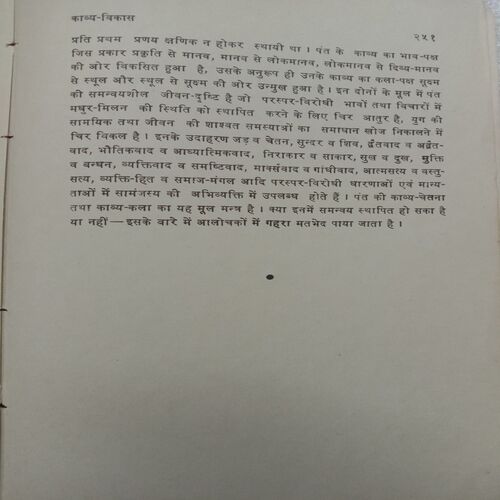 काव्य-विकास २५१
प्रति प्रथम प्रणय क्षणिक न होकर स्थायी था। पंत के काव्य का भाव-पक्ष
जिस प्रकार प्रकृति से मानव, मानव से लोकमानव, लोकमानव से दिव्य-मानव
की ओर विकसित हुआ है, उसके अनुरूप ही उनके काव्य का कला-पक्ष सूक्ष्म
से स्थूल और स्थूल से सूक्ष्म की ओर उन्मुख हुआ है। इन दोनों के मूल में पंत
की समन्वयशील जीवन-दृष्टि है जो परस्पर-विरोधी भावों तथा विचारों में
मधुर-मिलन की स्थिति को स्थापित करने के लिए चिर आतुर है, युग की
सामयिक तथा जीवन की शाश्वत समस्याओं का समाधान खोज निकालने में
चिर विकल है। इनके उदाहरण जड़ व चेतन, सुन्दर व शिव, द्वैतवाद व अद्वैत-
वाद, भौतिकवाद व आध्यात्मिकवाद, निराकार व साकार, सुख व दुख, मुक्ति
व बन्धन, व्यक्तिवाद व समष्टिवाद, मार्क्सवाद व गांधीवाद, आत्मसत्य व वस्तु-
सत्य, व्यक्ति-हित व समाज-मंगल आदि परस्पर-विरोधी धारणाओं एवं मान्य-
ताओं में सामंजस्य की अभिव्यक्ति में उपलब्ध होते हैं। पंत की काव्य-चेतना
तथा काव्य-कला का यह मूल मन्त्र है। क्या इनमें समन्वय स्थापित हो सका है
या नहीं—इसके बारे में आलोचकों में गहरा मतभेद पाया जाता है।